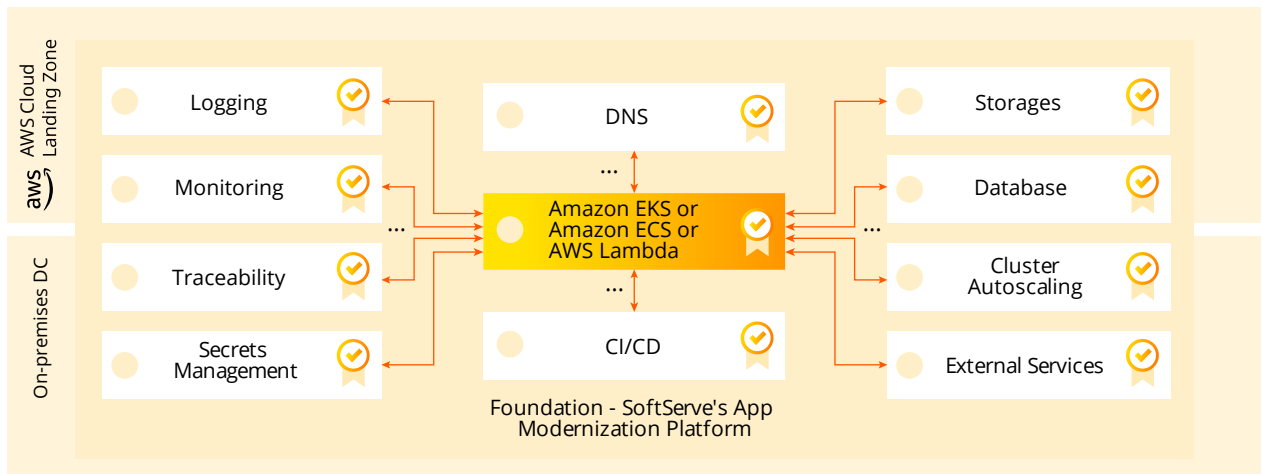 AWS Cloud
Landing Zone
aws
On-premises DC
Logging
Monitoring
Traceability
Secrets
Management
...
DNS
...
Amazon EKS or
Amazon ECS or
AWS Lambda
...
CI/CD
Foundation - SoftServe's App
Modernization Platform
...
Storages
Database
Cluster
Autoscaling
External Services